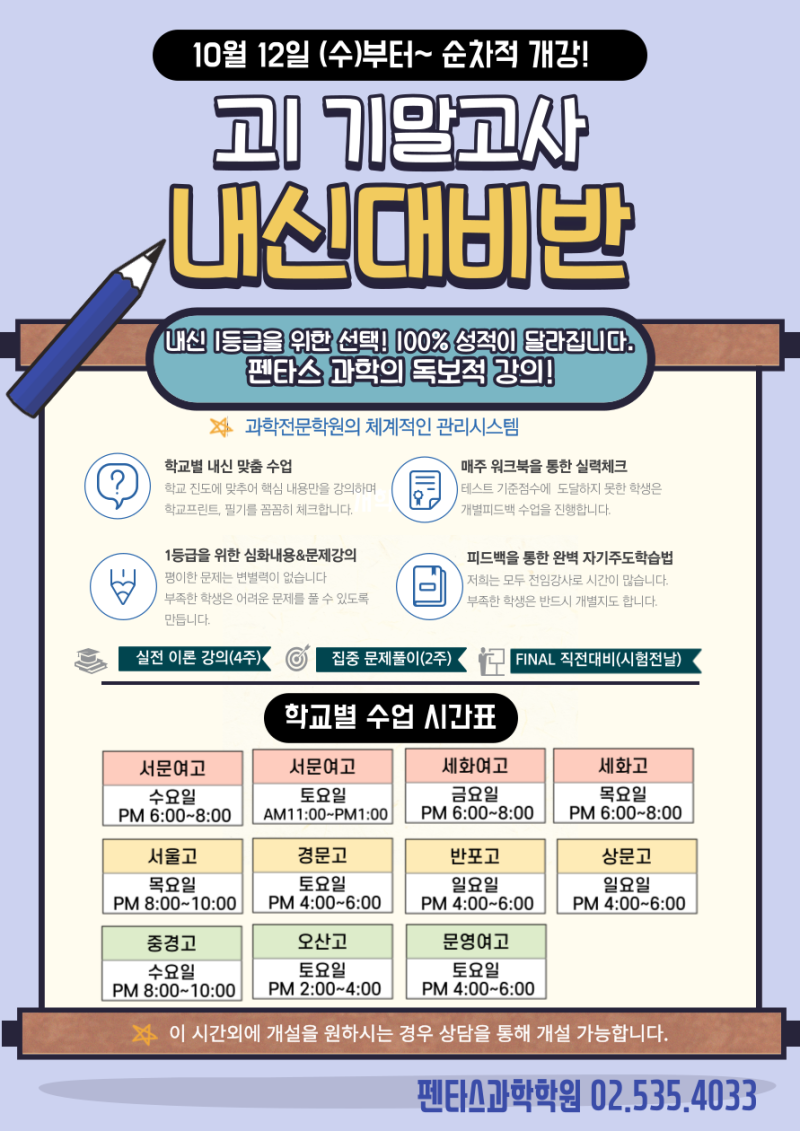 10월 12일 (수)부터~ 순차적 개강!
고1 기말고사
내신대비반
내신 1등급을 위한 선택! 100% 성적이 달라집니다.
펜타스 과학의 독보적 강의!
과학전문학원의 체계적인 관리시스템
학교별 내신 맞춤 수업
학교 진도에 맞추어 핵심 내용만을 강의하며
학교프린트, 필기를 꼼꼼히 체크합니다.
매주 워크북을 통한 실력체크
테스트 기준점수에 도달하지 못한 학생은
개별피드백 수업을 진행합니다.
1등급을 위한 심화내용&문제강의
평이한 문제는 변별력이 없습니다
부족한 학생은 어려운 문제를 풀 수 있도록
만듭니다.
피드백을 통한 완벽 자기주도학습법
저희는 모두 전임강사로 시간이 많습니다.
부족한 학생은 반드시 개별지도 합니다.
실전 이론 강의(4주)
집중 문제풀이(2주)
FINAL 직전대비(시험전날)
학교별 수업 시간표
서문여고
수요일
PM 6:00~8:00
서문여고
토요일
AM11:00~PM1:00
세화여고
금요일
PM 6:00~8:00
세화고
목요일
PM 6:00~8:00
서울고
목요일
PM 8:00~10:00
경문고
토요일
PM 4:00~6:00
반포고
일요일
PM 4:00~6:00
상문고
일요일
PM 4:00~6:00
중경고
수요일
PM 8:00~10:00
오산고
토요일
PM 2:00~4:00
문영여고
토요일
PM 4:00~6:00
이 시간외에 개설을 원하시는 경우 상담을 통해 개설 가능합니다.
펜타스과학학원 02.535.4033